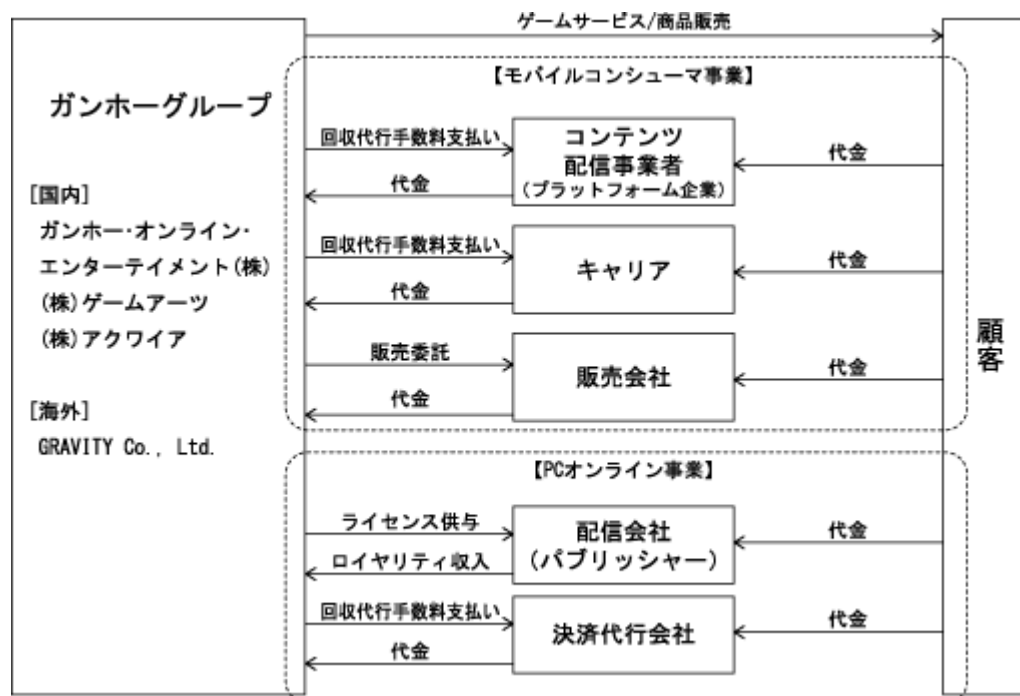 ゲームサービス/商品販売
ガンホーグループ
[国内]
ガンホー・オンライン・
エンターテイメント(株)
(株)ゲームアーツ
(株)アクワイア
[海外]
GRAVITY Co., Ltd.
【モバイルコンシューマ事業】
回収代行手数料支払い
代金
コンテンツ
配信事業者
(プラットフォーム企業)
代金
回収代行手数料支払い
代金
キャリア
代金
販売委託
代金
販売会社
代金
【PCオンライン事業】
ライセンス供与
ロイヤリティ収入
配信会社
(パブリッシャー)
代金
回収代行手数料支払い
代金
決済代行会社
代金
顧客